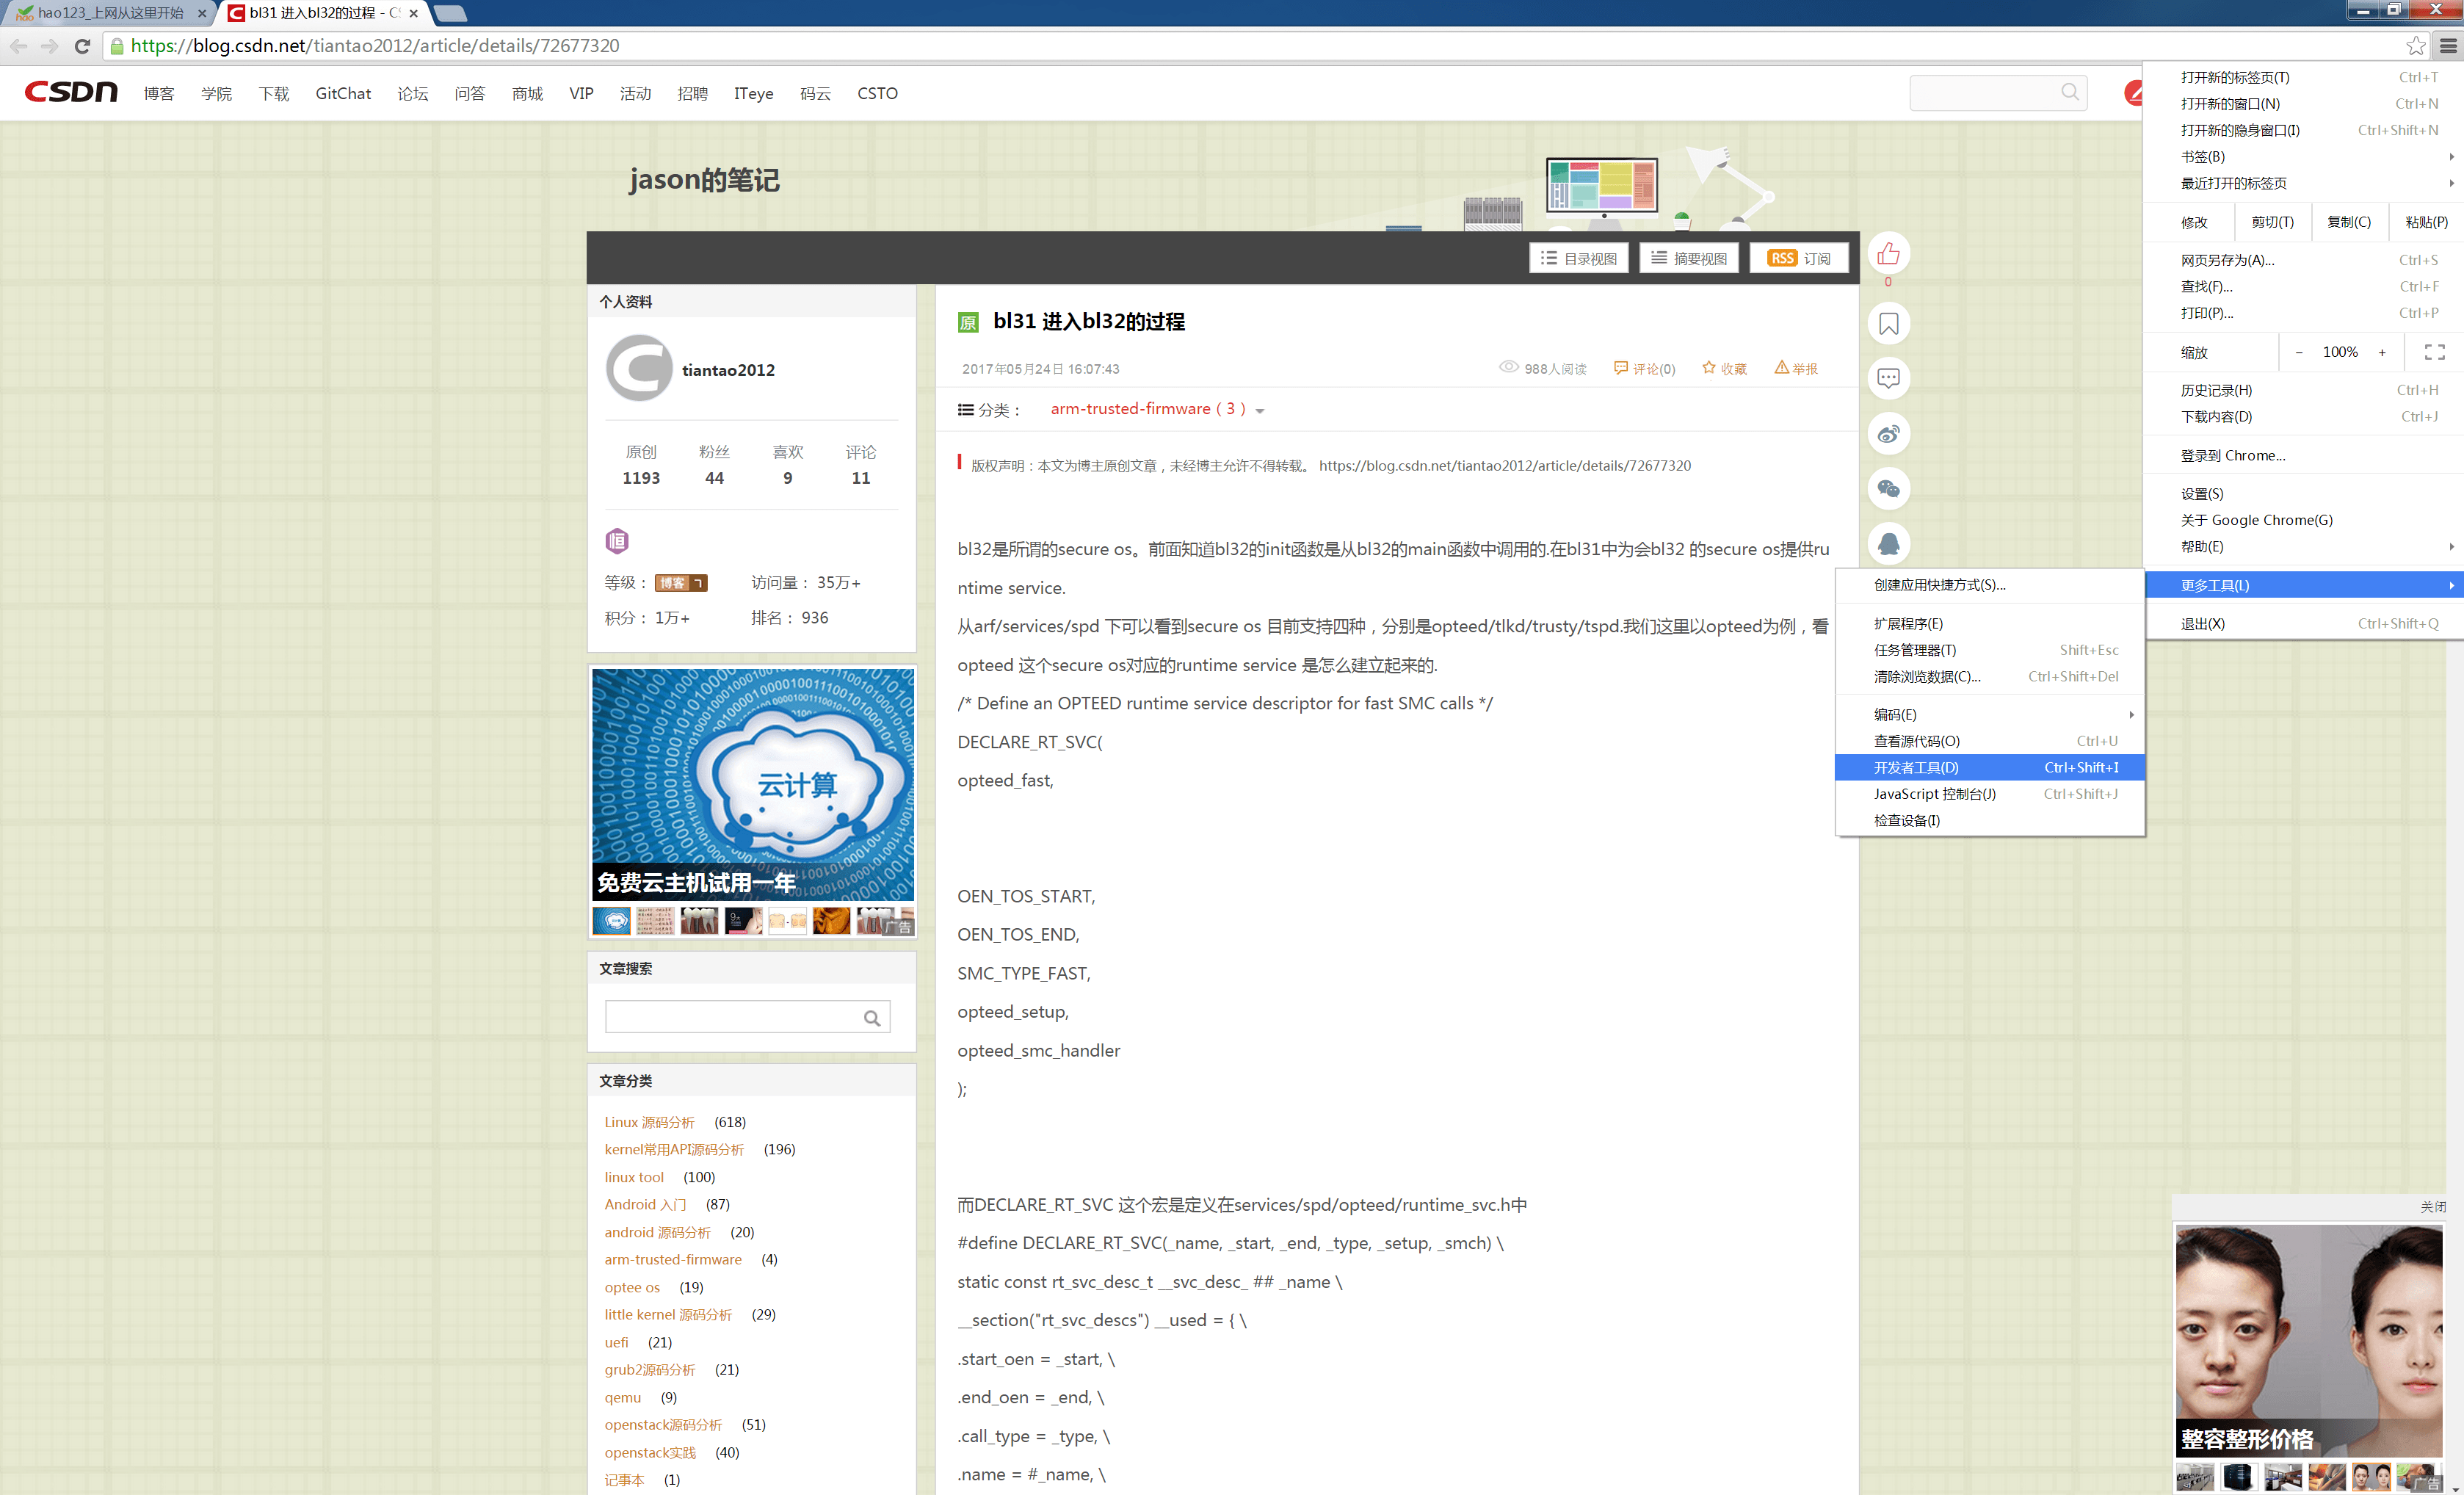 hao123_上网从这里开始
bl31 进入bl32的过程 - CS
https://blog.csdn.net/tiantao2012/article/details/72677320
CSDN 博客 学院 下载 GitChat 论坛 问答 商城 VIP 活动 招聘 ITeye 码云 CSTO
打开新的标签页(T) Ctrl+T
打开新的窗口(N) Ctrl+N
打开新的隐身窗口(I) Ctrl+Shift+N
书签(B)
最近打开的标签页
修改 剪切(T) 复制(C) 粘贴(P)
网页另存为(A)... Ctrl+S
查找(F)... Ctrl+F
打印(P)... Ctrl+P
缩放 − 100% +
历史记录(H) Ctrl+H
下载内容(D) Ctrl+J
登录到 Chrome...
设置(S)
关于 Google Chrome(G)
帮助(E)
更多工具(L)
退出(X) Ctrl+Shift+Q
创建应用快捷方式(S)...
扩展程序(E)
任务管理器(T) Shift+Esc
清除浏览数据(C)... Ctrl+Shift+Del
编码(E)
查看源代码(O) Ctrl+U
开发者工具(D) Ctrl+Shift+I
JavaScript 控制台(J) Ctrl+Shift+J
检查设备(I)
jason的笔记
目录视图 摘要视图 RSS 订阅
0
个人资料
tiantao2012
原创 粉丝 喜欢 评论
1193 44 9 11
恒
等级： 博客 7 访问量： 35万+
积分： 1万+ 排名： 936
云计算
免费云主机试用一年
广告
文章搜索
文章分类
Linux 源码分析 (618)
kernel常用API源码分析 (196)
linux tool (100)
Android 入门 (87)
android 源码分析 (20)
arm-trusted-firmware (4)
optee os (19)
little kernel 源码分析 (29)
uefi (21)
grub2源码分析 (21)
qemu (9)
openstack源码分析 (51)
openstack实践 (40)
记事本 (1)
原 bl31 进入bl32的过程
2017年05月24日 16:07:43 988人阅读 评论(0) 收藏 举报
分类： arm-trusted-firmware（3）
版权声明：本文为博主原创文章，未经博主允许不得转载。 https://blog.csdn.net/tiantao2012/article/details/72677320
bl32是所谓的secure os。前面知道bl32的init函数是从bl32的main函数中调用的.在bl31中为会bl32 的secure os提供ru
ntime service.
从arf/services/spd 下可以看到secure os 目前支持四种，分别是opteed/tlkd/trusty/tspd.我们这里以opteed为例，看
opteed 这个secure os对应的runtime service 是怎么建立起来的.
/* Define an OPTEED runtime service descriptor for fast SMC calls */
DECLARE_RT_SVC(
opteed_fast,
OEN_TOS_START,
OEN_TOS_END,
SMC_TYPE_FAST,
opteed_setup,
opteed_smc_handler
);
而DECLARE_RT_SVC 这个宏是定义在services/spd/opteed/runtime_svc.h中
#define DECLARE_RT_SVC(_name, _start, _end, _type, _setup, _smch) \
static const rt_svc_desc_t __svc_desc_ ## _name \
__section("rt_svc_descs") __used = { \
.start_oen = _start, \
.end_oen = _end, \
.call_type = _type, \
.name = #_name, \
关闭
整容整形价格
广告